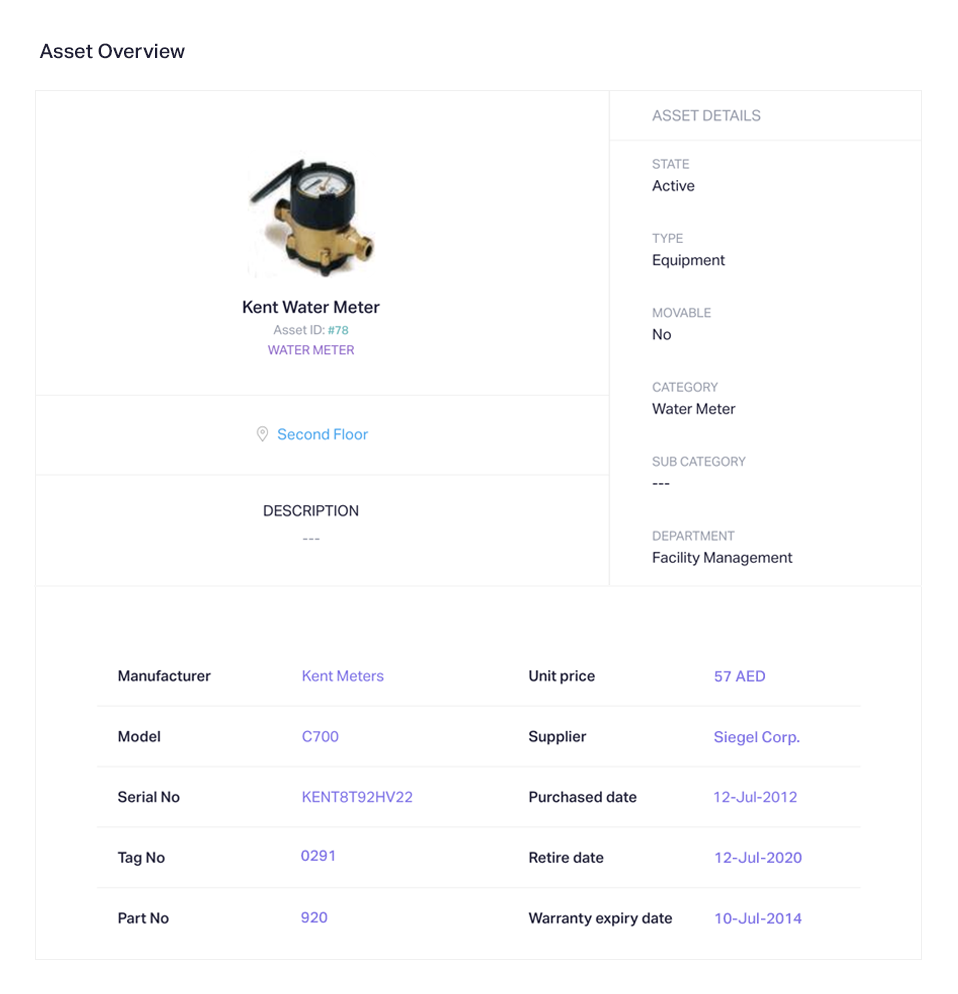 Asset Overview
Kent Water Meter
Asset ID: #78
WATER METER
Second Floor
DESCRIPTION
---
ASSET DETAILS
STATE
Active
TYPE
Equipment
MOVABLE
No
CATEGORY
Water Meter
SUB CATEGORY
---
DEPARTMENT
Facility Management
Manufacturer Kent Meters Unit price 57 AED
Model C700 Supplier Siegel Corp.
Serial No KENT8T92HV22 Purchased date 12-Jul-2012
Tag No 0291 Retire date 12-Jul-2020
Part No 920 Warranty expiry date 10-Jul-2014